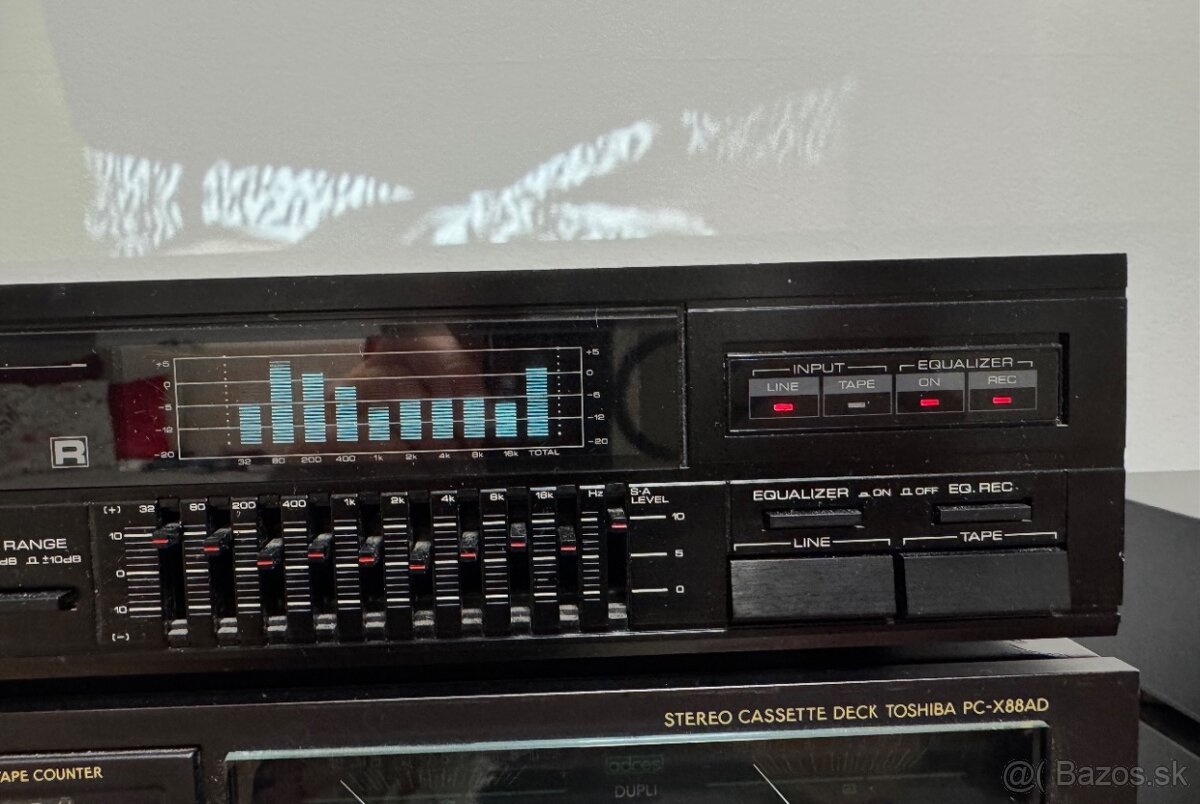 INPUT EQUALIZER
LINE TAPE ON REC
+5 +5
0 0
-5 -5
-12 -12
-20 -20
32 80 200 400 1k 2k 4k 8k 16k TOTAL
R
(+) 32 80 200 400 1k 2k 4k 8k 16k Hz S·A LEVEL
10 10
0 5
10 0
(-)
RANGE
±10dB
EQUALIZER ON OFF EQ. REC
LINE TAPE
STEREO CASSETTE DECK TOSHIBA PC-X88AD
TAPE COUNTER
adres
DUPLI
@( Bazos.sk